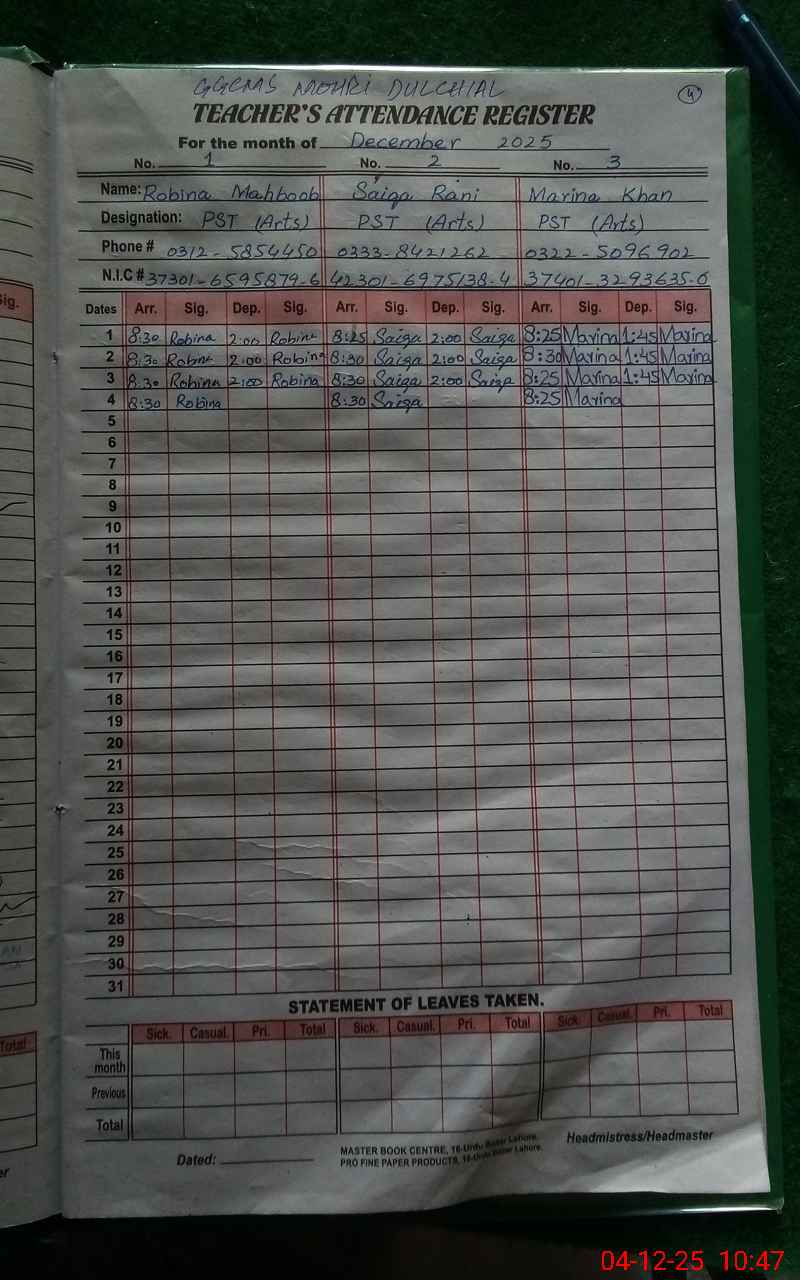 GGCMS MOHRI DULCHIAL
4
TEACHER'S ATTENDANCE REGISTER
For the month of December 2025
No. 1 No. 2 No. 3
Name: Robina Mahboob Saiqa Rani Marina Khan
Designation: PST (Arts) PST (Arts) PST (Arts)
Phone # 0312-5854450 0333-8421262 0322-5096902
N.I.C # 37301-6595879-6 42301-6975138-4 37401-3293635-0
Sig. Dates Arr. Sig. Dep. Sig. Arr. Sig. Dep. Sig. Arr. Sig. Dep. Sig.
1 8:30 Robina 2:00 Robina 8:25 Saiqa 2:00 Saiqa 8:25 Marina 1:45 Marina
2 8:30 Robina 2:00 Robina 8:30 Saiqa 2:00 Saiqa 8:30 Marina 1:45 Marina
3 8:30 Robina 2:00 Robina 8:30 Saiqa 2:00 Saiqa 8:25 Marina 1:45 Marina
4 8:30 Robina 8:30 Saiqa 8:25 Marina
5
6
7
8
9
10
11
12
13
14
15
16
17
18
19
20
21
22
23
24
25
26
27
28
29
30
31
STATEMENT OF LEAVES TAKEN.
Sick. Casual. Pri. Total Sick. Casual. Pri. Total Sick. Casual. Pri. Total
Total
This
month
Previous
Total
Dated:
MASTER BOOK CENTRE, 16-Urdu Bazar Lahore.
PRO FINE PAPER PRODUCTS, 16-Urdu Bazar Lahore.
Headmistress/Headmaster
04-12-25 10:47